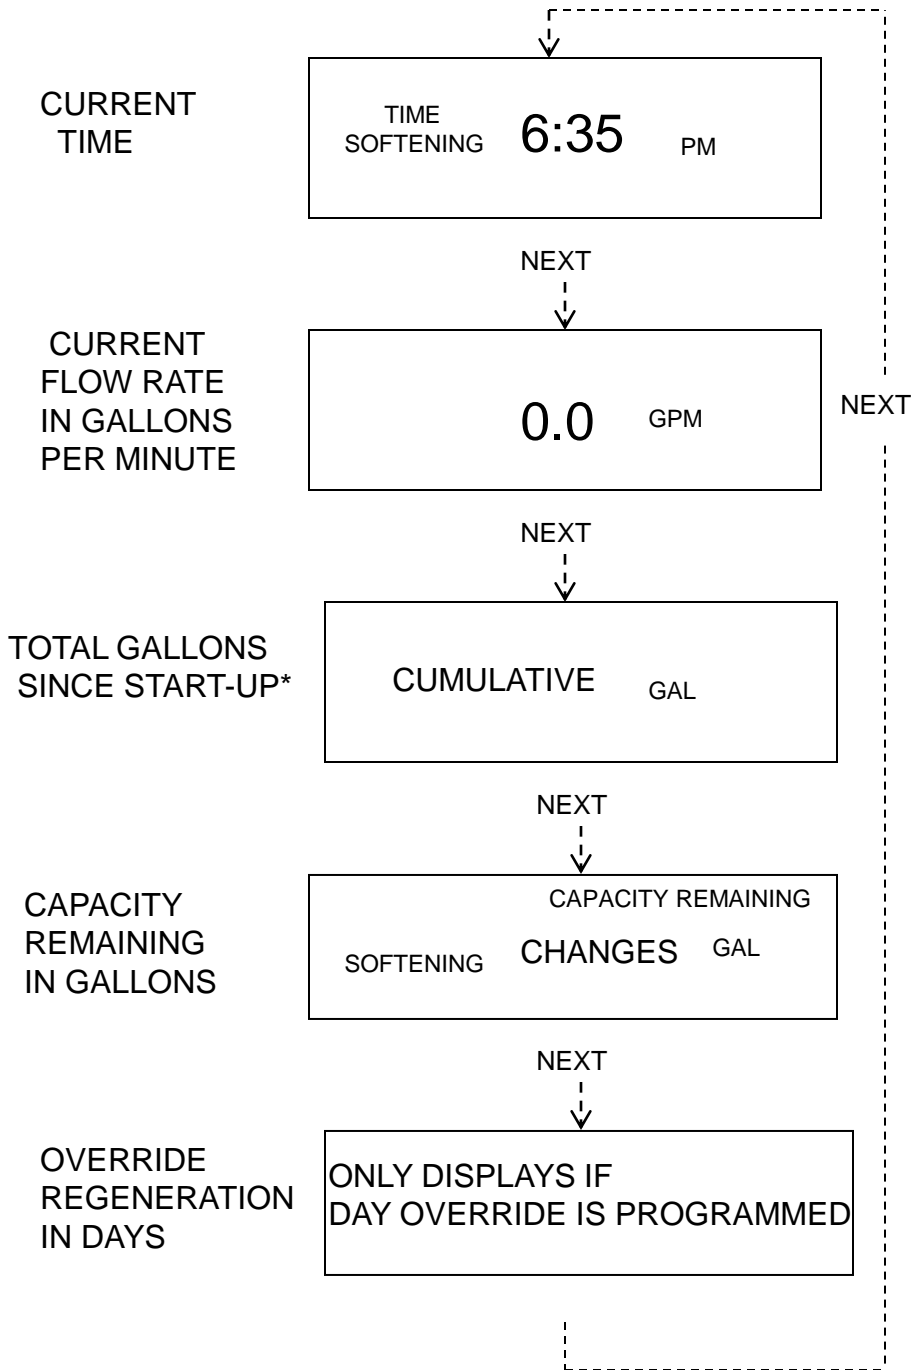 CURRENT
TIME
TIME
SOFTENING
6:35
PM
NEXT
CURRENT
FLOW RATE
IN GALLONS
PER MINUTE
0.0
GPM
NEXT
NEXT
TOTAL GALLONS
SINCE START-UP*
CUMULATIVE
GAL
NEXT
CAPACITY
REMAINING
IN GALLONS
CAPACITY REMAINING
SOFTENING
CHANGES
GAL
NEXT
OVERRIDE
REGENERATION
IN DAYS
ONLY DISPLAYS IF
DAY OVERRIDE IS PROGRAMMED